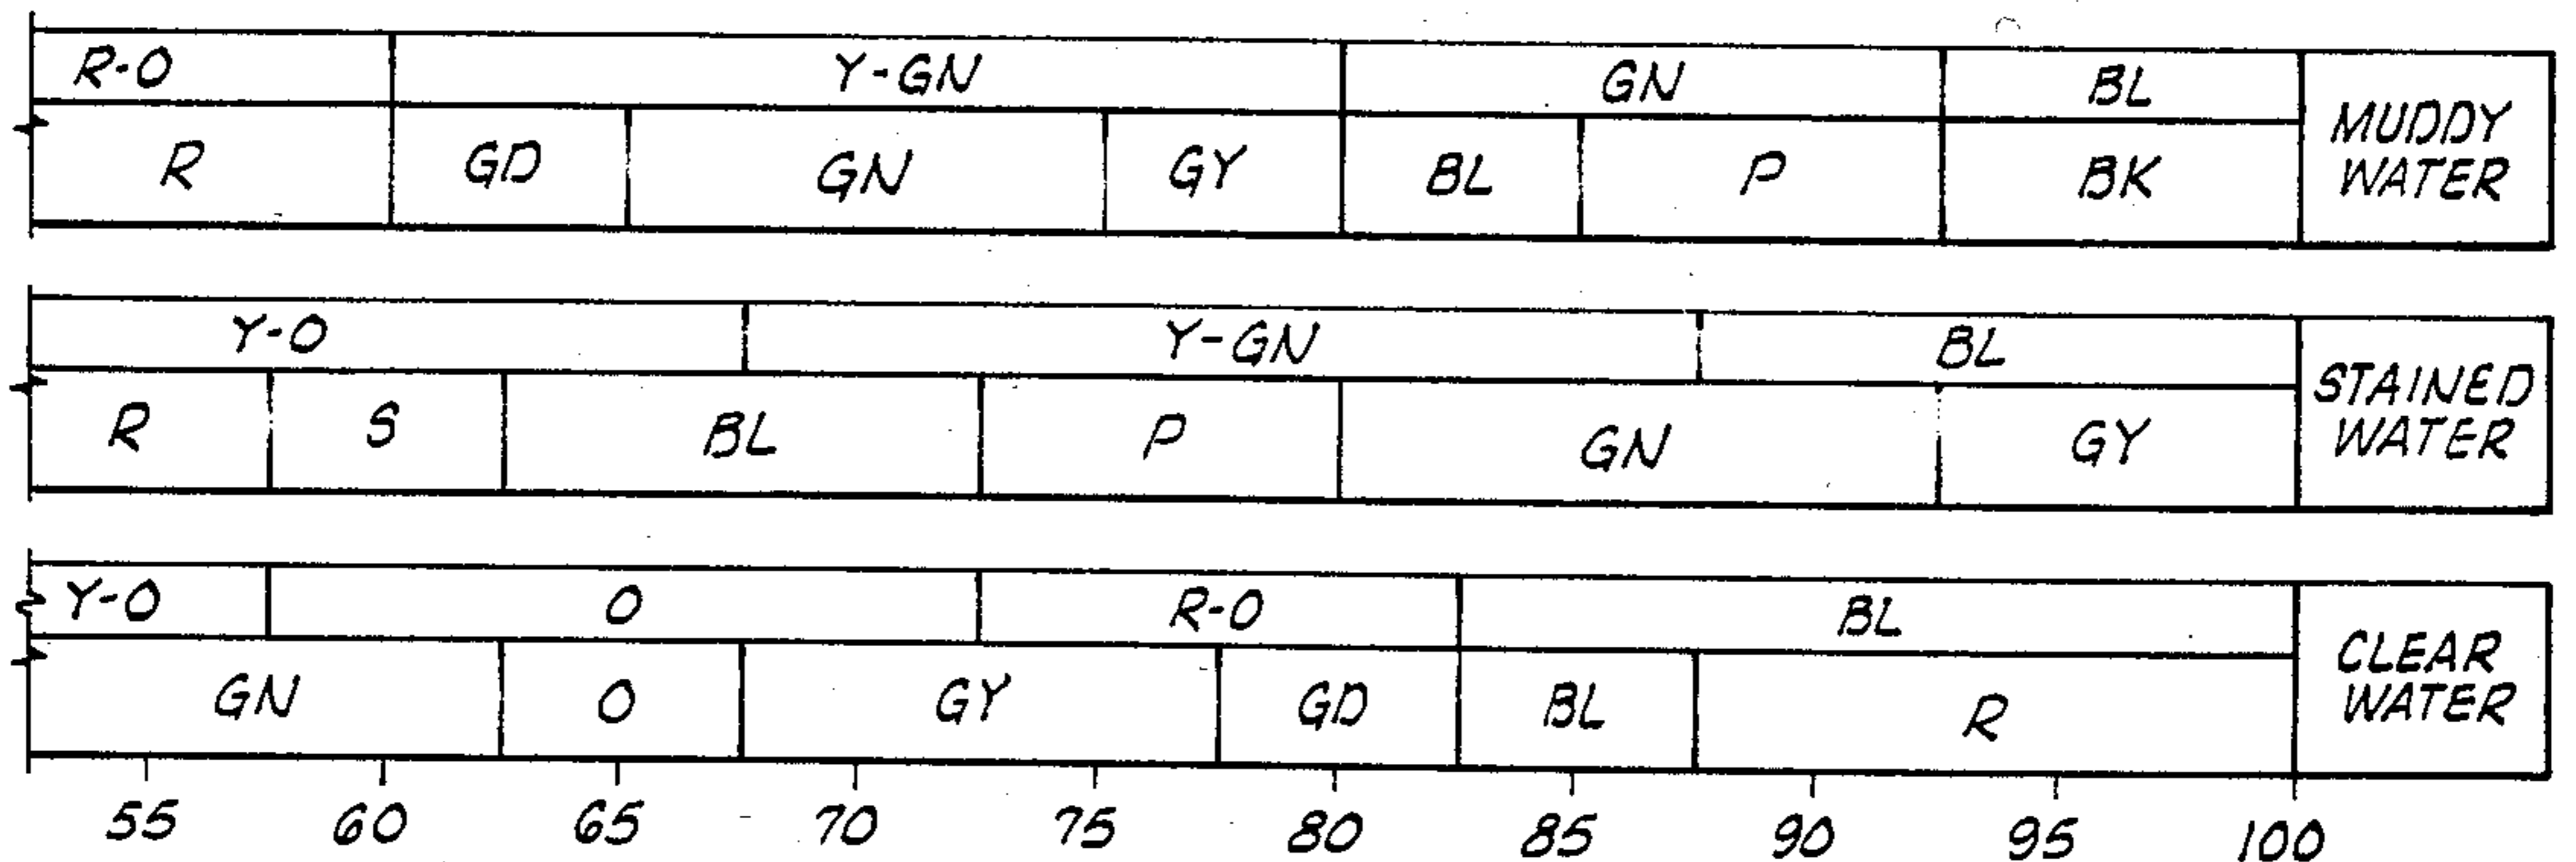 R-O Y-GN GN BL
R GD GN GY BL P BK
MUDDY
WATER
Y-O Y-GN BL
R S BL P GN GY
STAINED
WATER
Y-O O R-O BL
GN O GY GD BL R
CLEAR
WATER
55 60 65 70 75 80 85 90 95 100